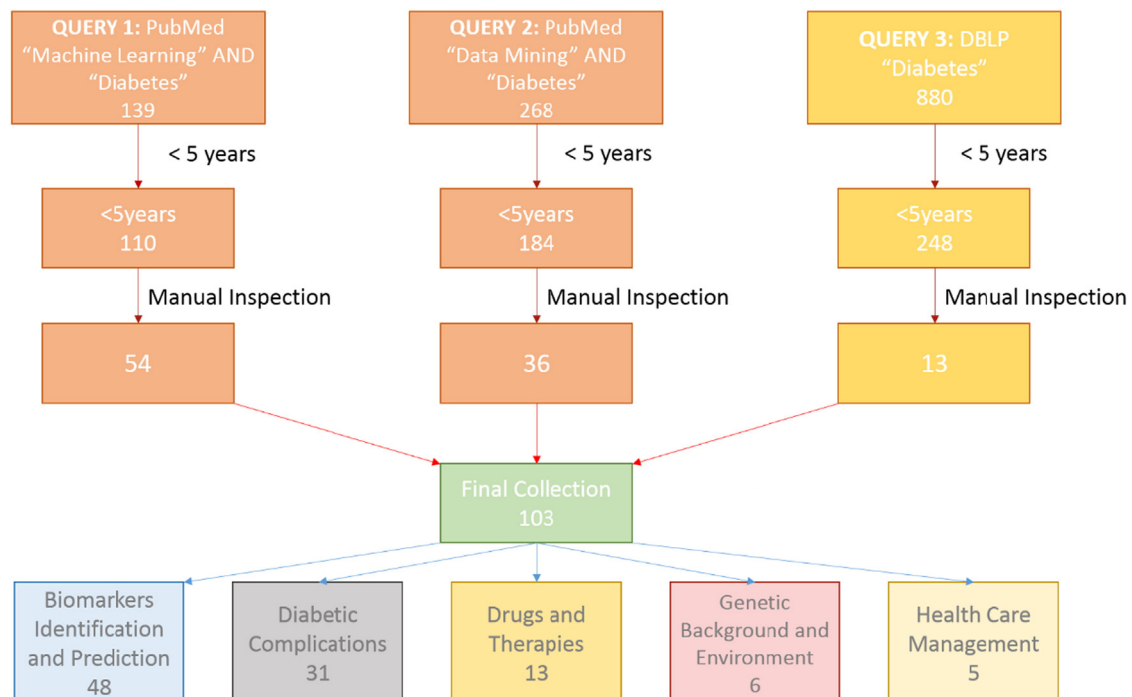 QUERY 1: PubMed
“Machine Learning” AND
“Diabetes”
139
QUERY 2: PubMed
“Data Mining” AND
“Diabetes”
268
QUERY 3: DBLP
“Diabetes”
880
< 5 years
< 5 years
< 5 years
<5years
110
<5years
184
<5years
248
Manual Inspection
Manual Inspection
Manual Inspection
54
36
13
Final Collection
103
Biomarkers
Identification
and Prediction
48
Diabetic
Complications
31
Drugs and
Therapies
13
Genetic
Background and
Environment
6
Health Care
Management
5